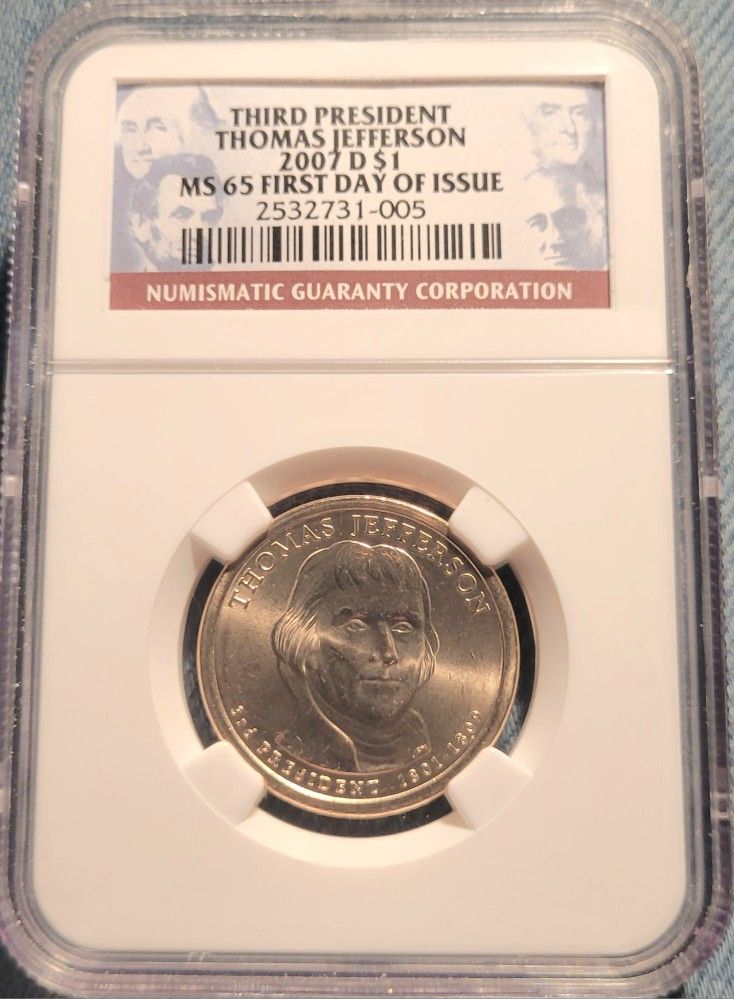 THIRD PRESIDENT
THOMAS JEFFERSON
2007 D $1
MS 65 FIRST DAY OF ISSUE
2532731-005
NUMISMATIC GUARANTY CORPORATION
THOMAS JEFFERSON
3rd PRESIDENT 1801-1809